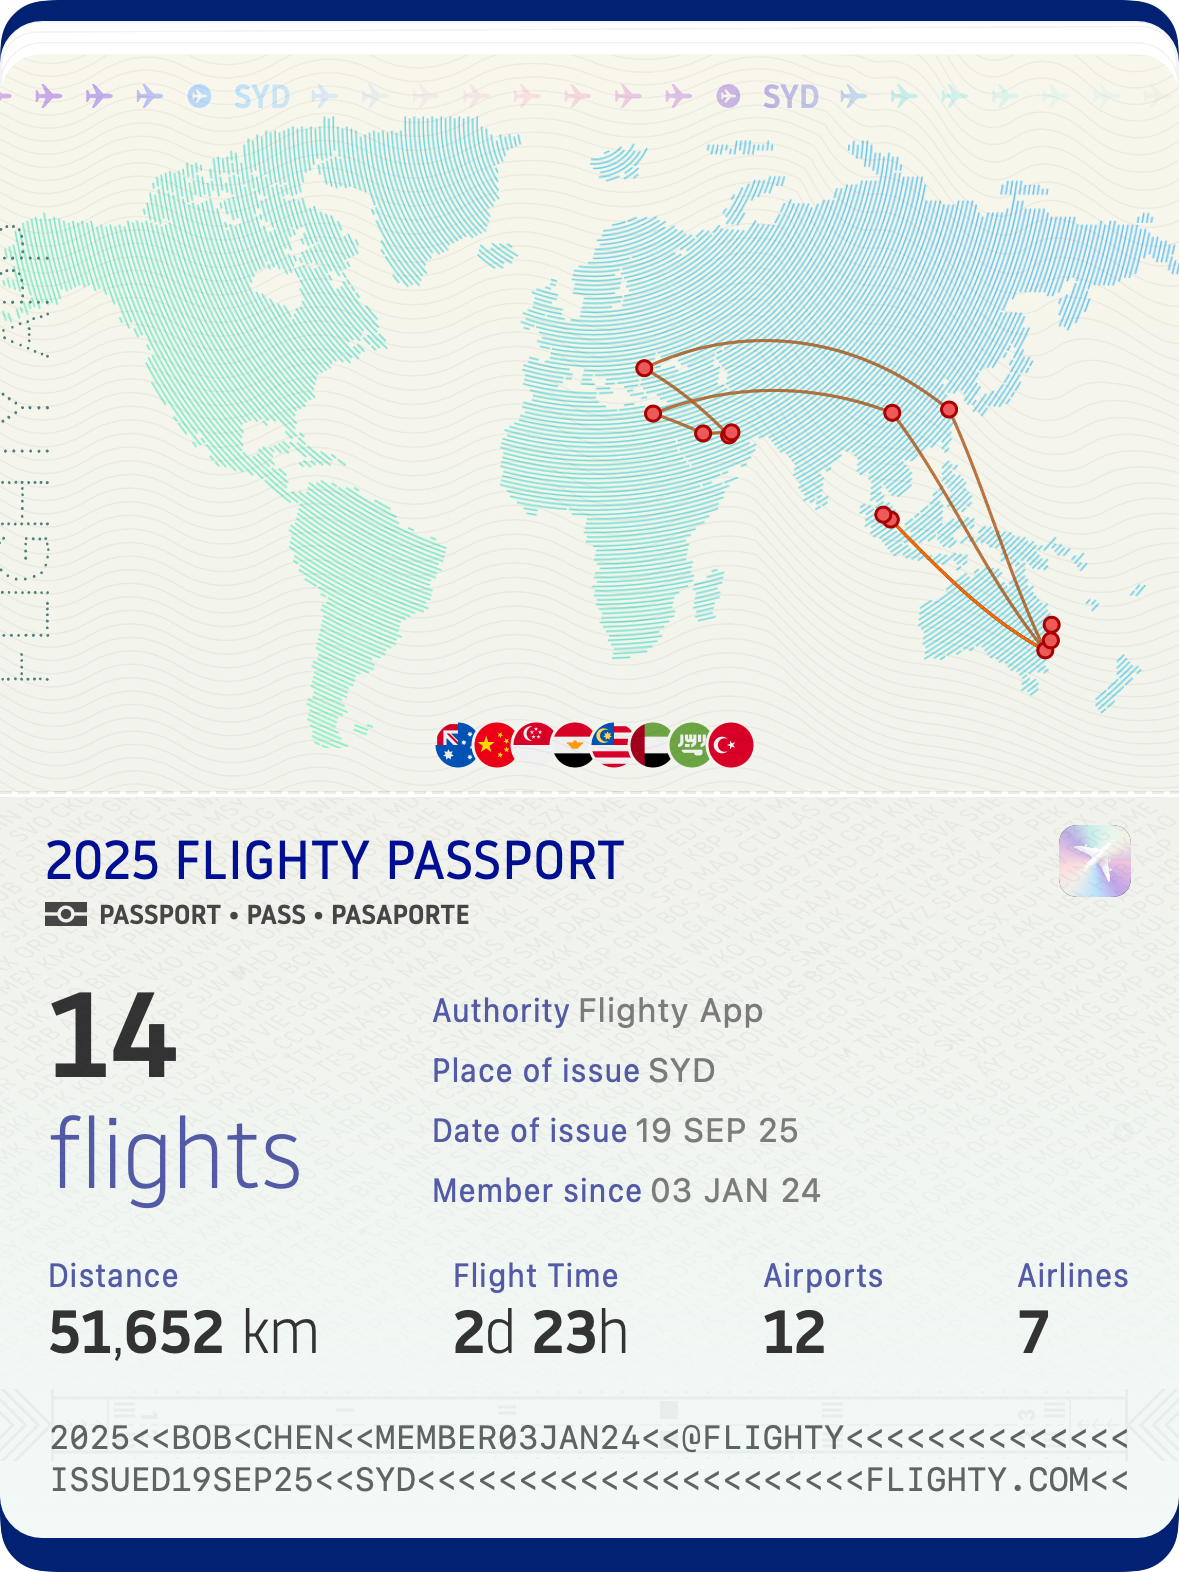 SYD SYD
FLIGHTY APP
2025 FLIGHTY PASSPORT
PASSPORT • PASS • PASAPORTE
14
flights
Authority Flighty App
Place of issue SYD
Date of issue 19 SEP 25
Member since 03 JAN 24
Distance
51,652 km
Flight Time
2d 23h
Airports
12
Airlines
7
2025<<BOB<CHEN<<MEMBER03JAN24<<@FLIGHTY<<<<<<<<<<<<<<
ISSUED19SEP25<<SYD<<<<<<<<<<<<<<<<<<<<<<FLIGHTY.COM<<